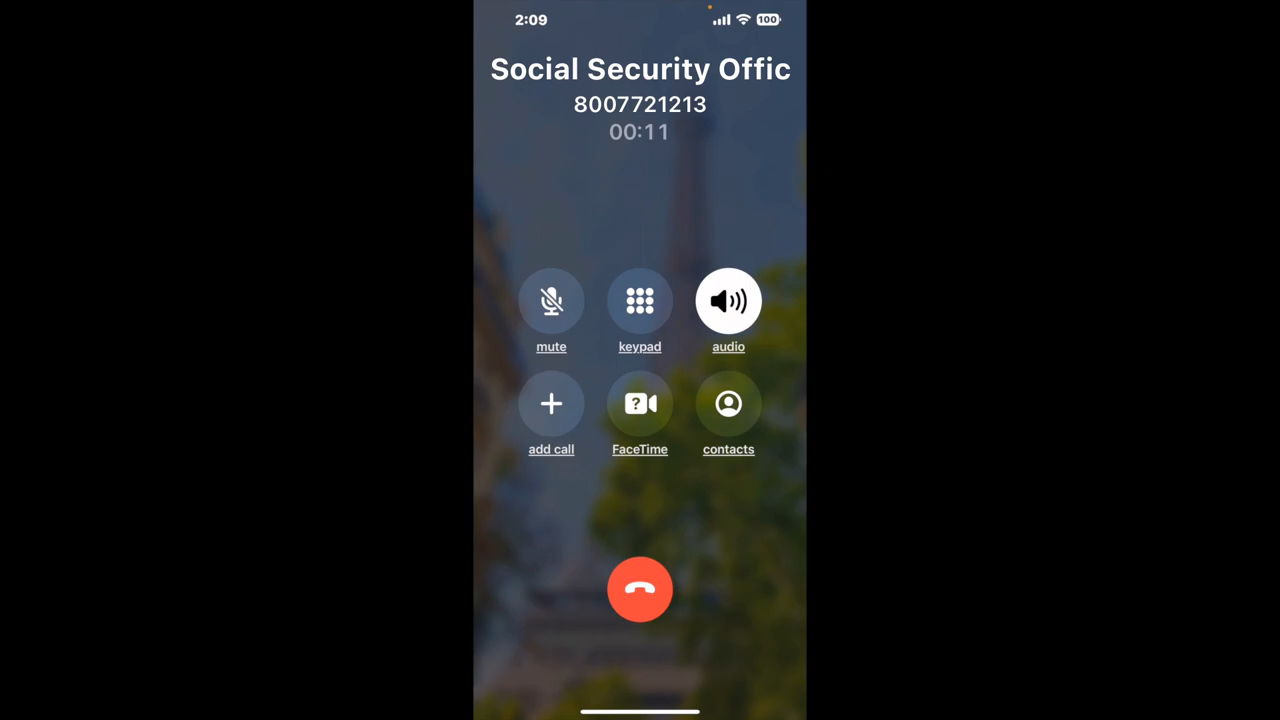 2:09
100
Social Security Offic
8007721213
00:11
mute
keypad
audio
?
add call
FaceTime
contacts